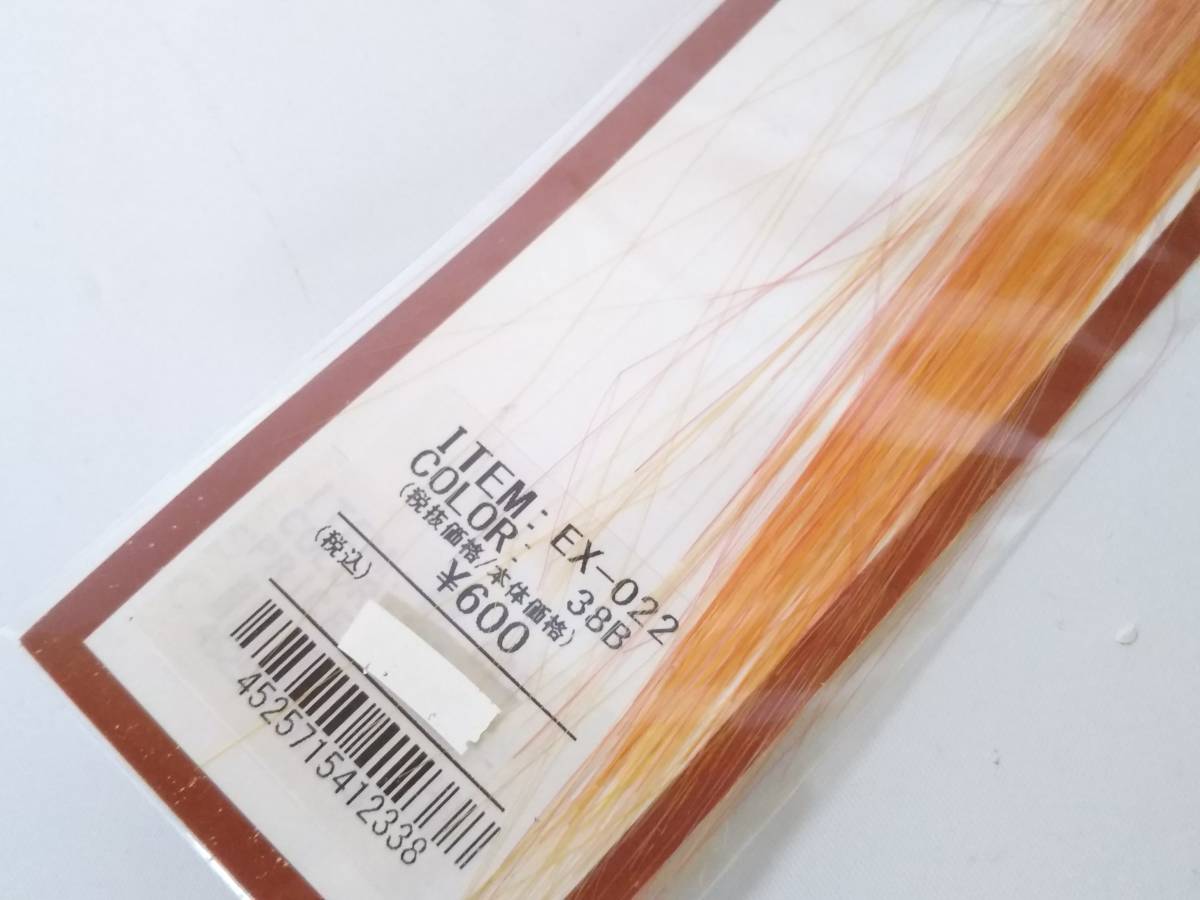 ITEM: EX-022
COLOR: 38B
(税抜価格/本体価格)
¥600
(税込)
4525715412338